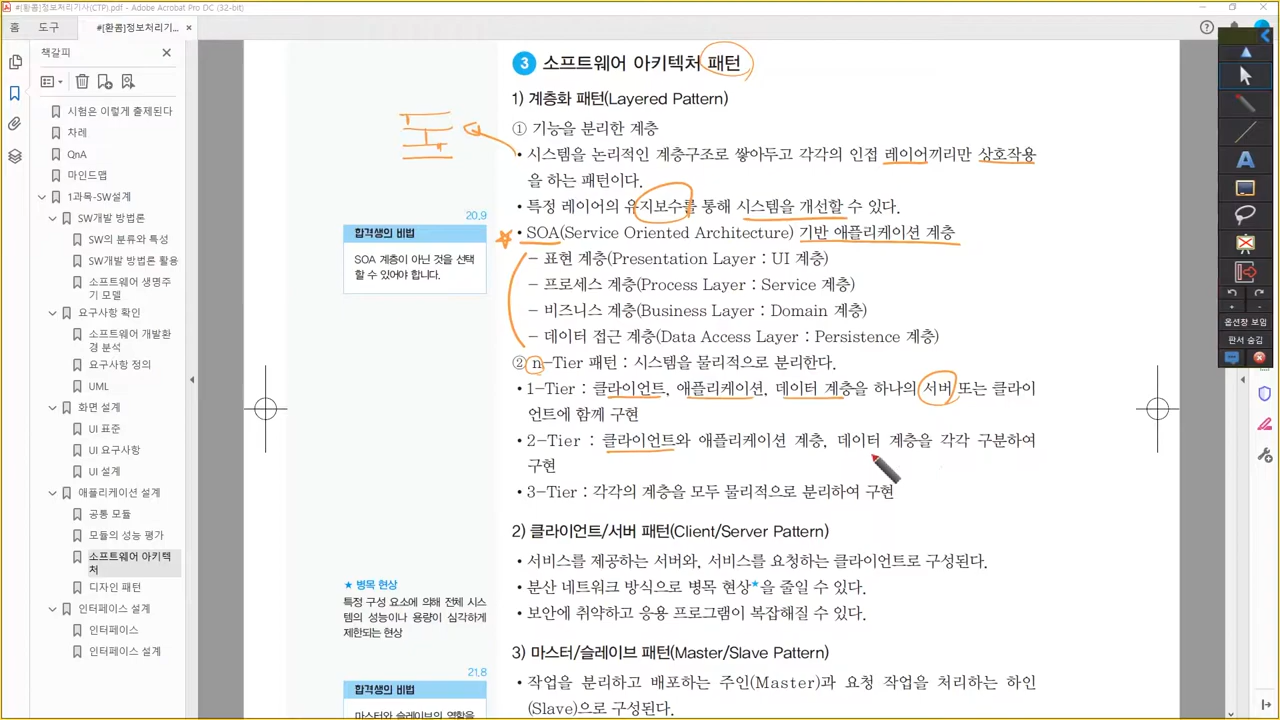 #[환콤]정보처리기사(CTP).pdf - Adobe Acrobat Pro DC (32-bit)
홈
도구
#[환콤]정보처리기... ×
책갈피
시험은 이렇게 출제된다
차례
QnA
마인드맵
1과목-SW설계
SW개발 방법론
SW의 분류와 특성
SW개발 방법론 활용
소프트웨어 생명주
기 모델
요구사항 확인
소프트웨어 개발환
경 분석
요구사항 정의
UML
화면 설계
UI 표준
UI 요구사항
UI 설계
애플리케이션 설계
공통 모듈
모듈의 성능 평가
소프트웨어 아키텍
처
디자인 패턴
인터페이스 설계
인터페이스
인터페이스 설계
20,9
합격생의 비법
SOA 계층이 아닌 것을 선택
할 수 있어야 합니다.
★ 병목 현상
특정 구성 요소에 의해 전체 시스
템의 성능이나 용량이 심각하게
제한되는 현상
21,8
합격생의 비법
마스터와 슬레이브의 역할을
3 소프트웨어 아키텍처 패턴
1) 계층화 패턴(Layered Pattern)
① 기능을 분리한 계층
• 시스템을 논리적인 계층구조로 쌓아두고 각각의 인접 레이어끼리만 상호작용
을 하는 패턴이다.
• 특정 레이어의 유지보수를 통해 시스템을 개선할 수 있다.
• SOA(Service Oriented Architecture) 기반 애플리케이션 계층
– 표현 계층(Presentation Layer : UI 계층)
– 프로세스 계층(Process Layer : Service 계층)
– 비즈니스 계층(Business Layer : Domain 계층)
– 데이터 접근 계층(Data Access Layer : Persistence 계층)
② n-Tier 패턴 : 시스템을 물리적으로 분리한다.
• 1-Tier : 클라이언트, 애플리케이션, 데이터 계층을 하나의 서버 또는 클라이
언트에 함께 구현
• 2-Tier : 클라이언트와 애플리케이션 계층, 데이터 계층을 각각 구분하여
구현
• 3-Tier : 각각의 계층을 모두 물리적으로 분리하여 구현
2) 클라이언트/서버 패턴(Client/Server Pattern)
• 서비스를 제공하는 서버와, 서비스를 요청하는 클라이언트로 구성된다.
• 분산 네트워크 방식으로 병목 현상★을 줄일 수 있다.
• 보안에 취약하고 응용 프로그램이 복잡해질 수 있다.
3) 마스터/슬레이브 패턴(Master/Slave Pattern)
• 작업을 분리하고 배포하는 주인(Master)과 요청 작업을 처리하는 하인
(Slave)으로 구성된다.
A
옵션창 보임
판서 숨김